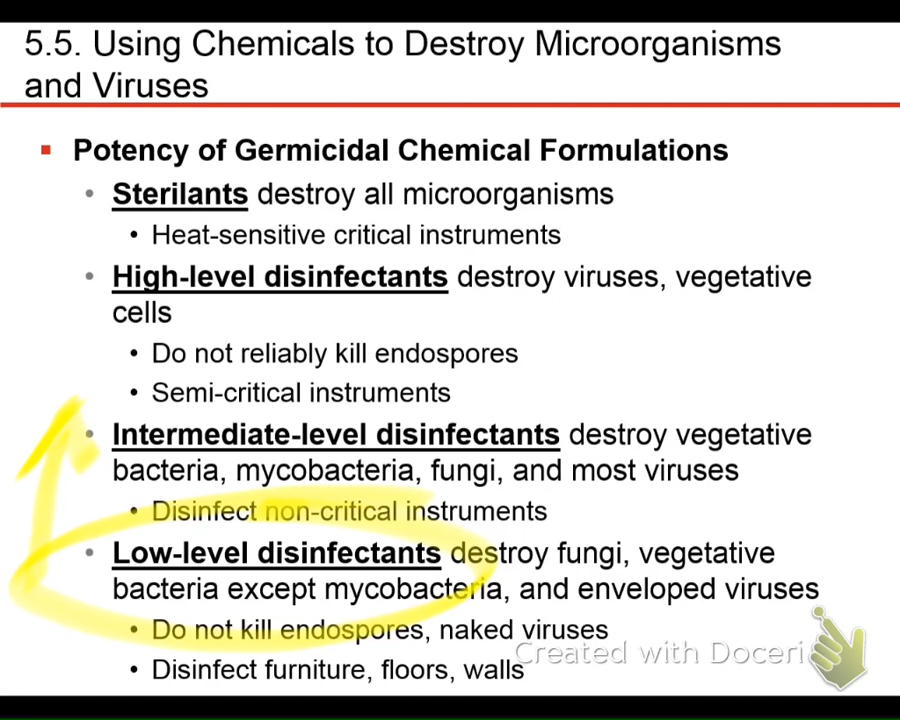 5.5. Using Chemicals to Destroy Microorganisms
and Viruses
▪ Potency of Germicidal Chemical Formulations
• Sterilants destroy all microorganisms
• Heat-sensitive critical instruments
• High-level disinfectants destroy viruses, vegetative
cells
• Do not reliably kill endospores
• Semi-critical instruments
• Intermediate-level disinfectants destroy vegetative
bacteria, mycobacteria, fungi, and most viruses
• Disinfect non-critical instruments
• Low-level disinfectants destroy fungi, vegetative
bacteria except mycobacteria, and enveloped viruses
• Do not kill endospores, naked viruses
Created with Doceri
• Disinfect furniture, floors, walls